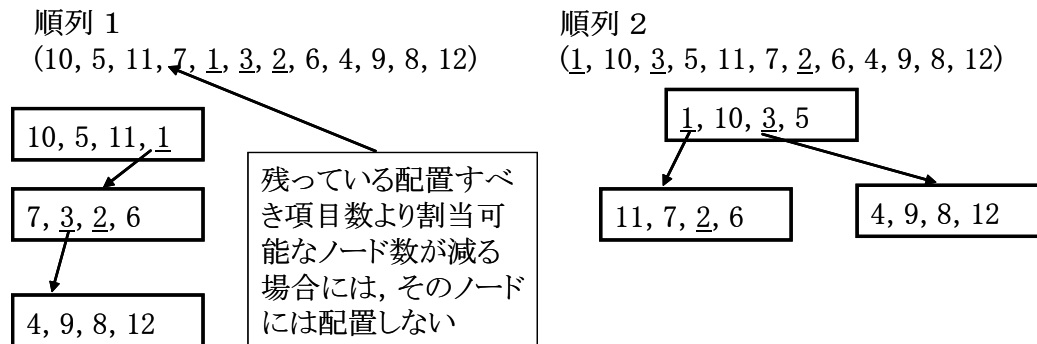 順列 1
(10, 5, 11, 7, 1, 3, 2, 6, 4, 9, 8, 12)
10, 5, 11, 1
7, 3, 2, 6
4, 9, 8, 12
残っている配置すべ
き項目数より割当可
能なノード数が減る
場合には, そのノード
には配置しない
順列 2
(1, 10, 3, 5, 11, 7, 2, 6, 4, 9, 8, 12)
1, 10, 3, 5
11, 7, 2, 6
4, 9, 8, 12